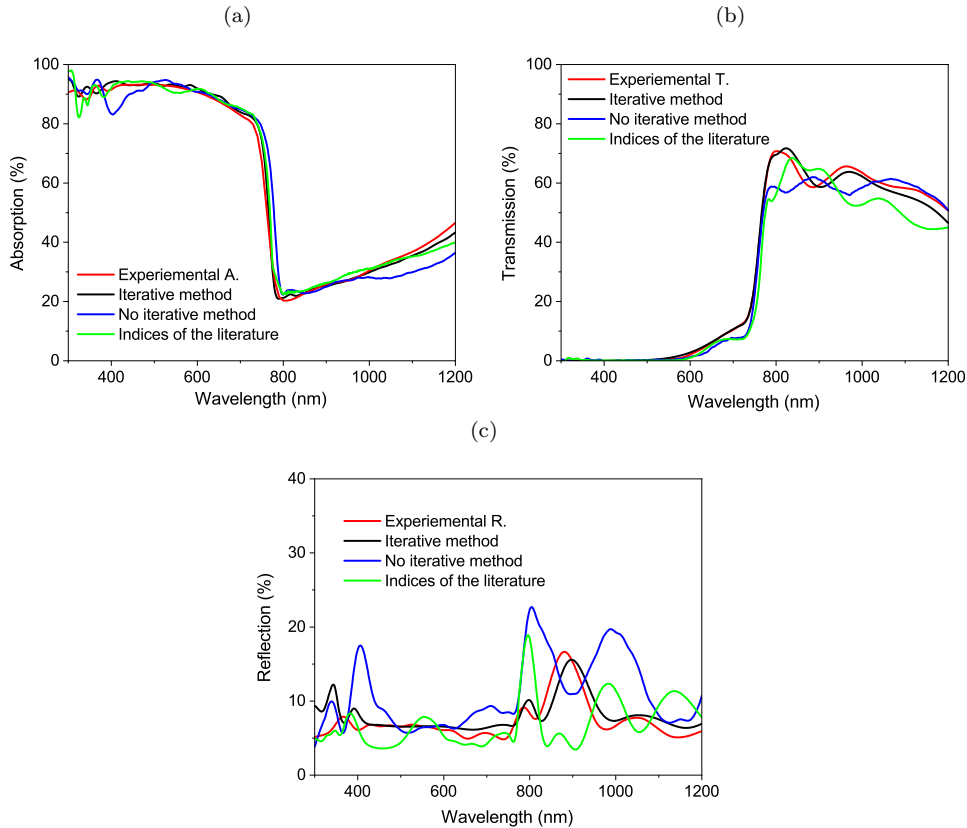 (a)
100
80
60
40
20
0
Absorption (%)
Experiemental A.
Iterative method
No iterative method
Indices of the literature
400 600 800 1000 1200
Wavelength (nm)
(b)
100
80
60
40
20
0
Transmission (%)
Experiemental T.
Iterative method
No iterative method
Indices of the literature
400 600 800 1000 1200
Wavelength (nm)
(c)
40
30
20
10
0
Reflection (%)
Experiemental R.
Iterative method
No iterative method
Indices of the literature
400 600 800 1000 1200
Wavelength (nm)